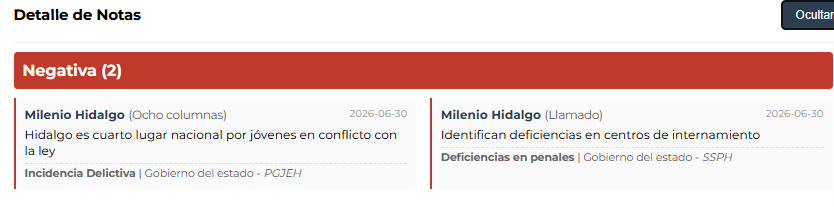 Detalle de Notas
Ocultar
Negativa (2)
Milenio Hidalgo (Ocho columnas) 2026-06-30
Hidalgo es cuarto lugar nacional por jóvenes en conflicto con
la ley
Incidencia Delictiva | Gobierno del estado - PGJEH
Milenio Hidalgo (Llamado) 2026-06-30
Identifican deficiencias en centros de internamiento
Deficiencias en penales | Gobierno del estado - SSPH